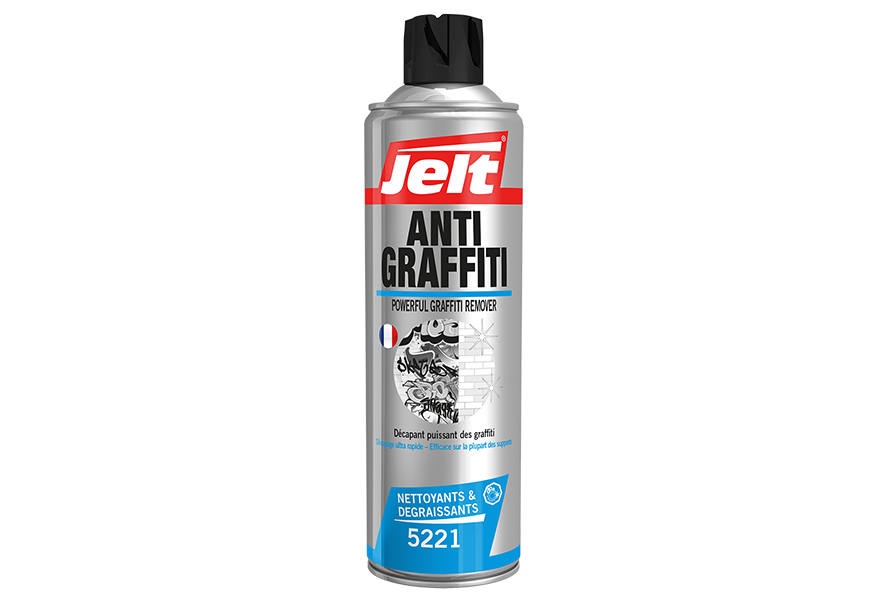 Jelt®
ANTI
GRAFFITI
POWERFUL GRAFFITI REMOVER
Décapant puissant des graffiti
Décapage ultra rapide – Efficace sur la plupart des supports
NETTOYANTS &
DEGRAISSANTS
5221